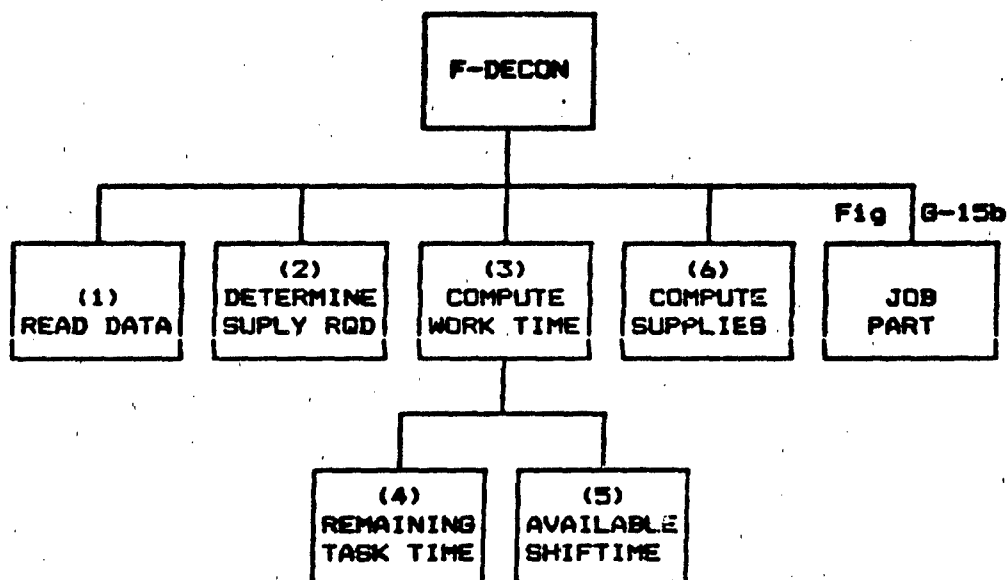 F-DECON
Fig G-15b
(1)
READ DATA
(2)
DETERMINE
SUPLY RQD
(3)
COMPUTE
WORK TIME
(6)
COMPUTE
SUPPLIES
JOB
PART
(4)
REMAINING
TASK TIME
(5)
AVAILABLE
SHIFTIME